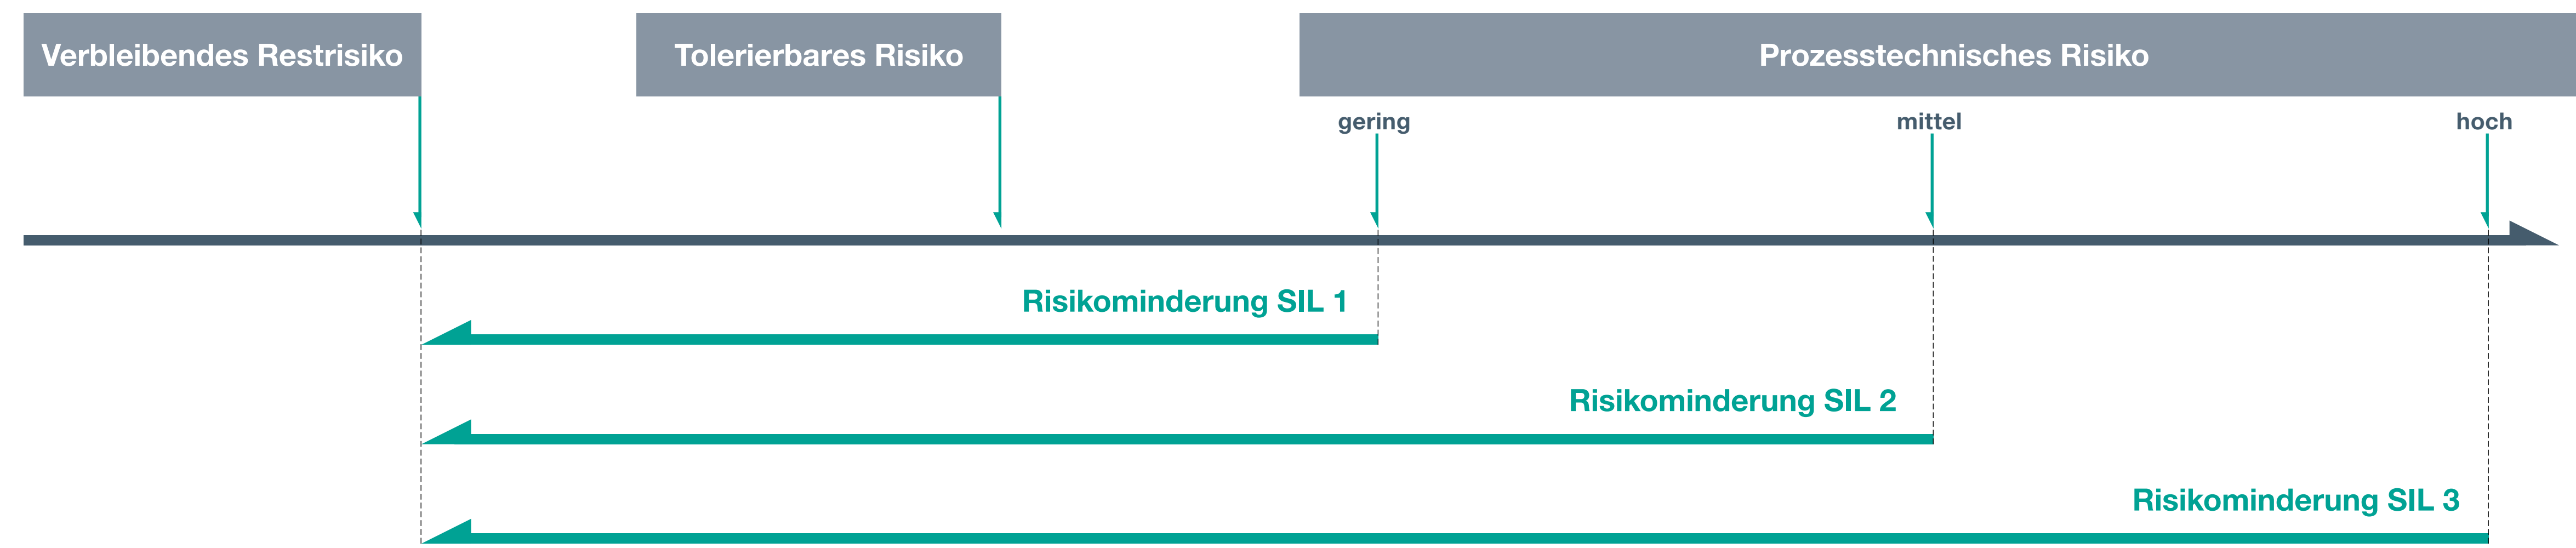 Verbleibendes Restrisiko
Tolerierbares Risiko
Prozesstechnisches Risiko
gering
mittel
hoch
Risikominderung SIL 1
Risikominderung SIL 2
Risikominderung SIL 3